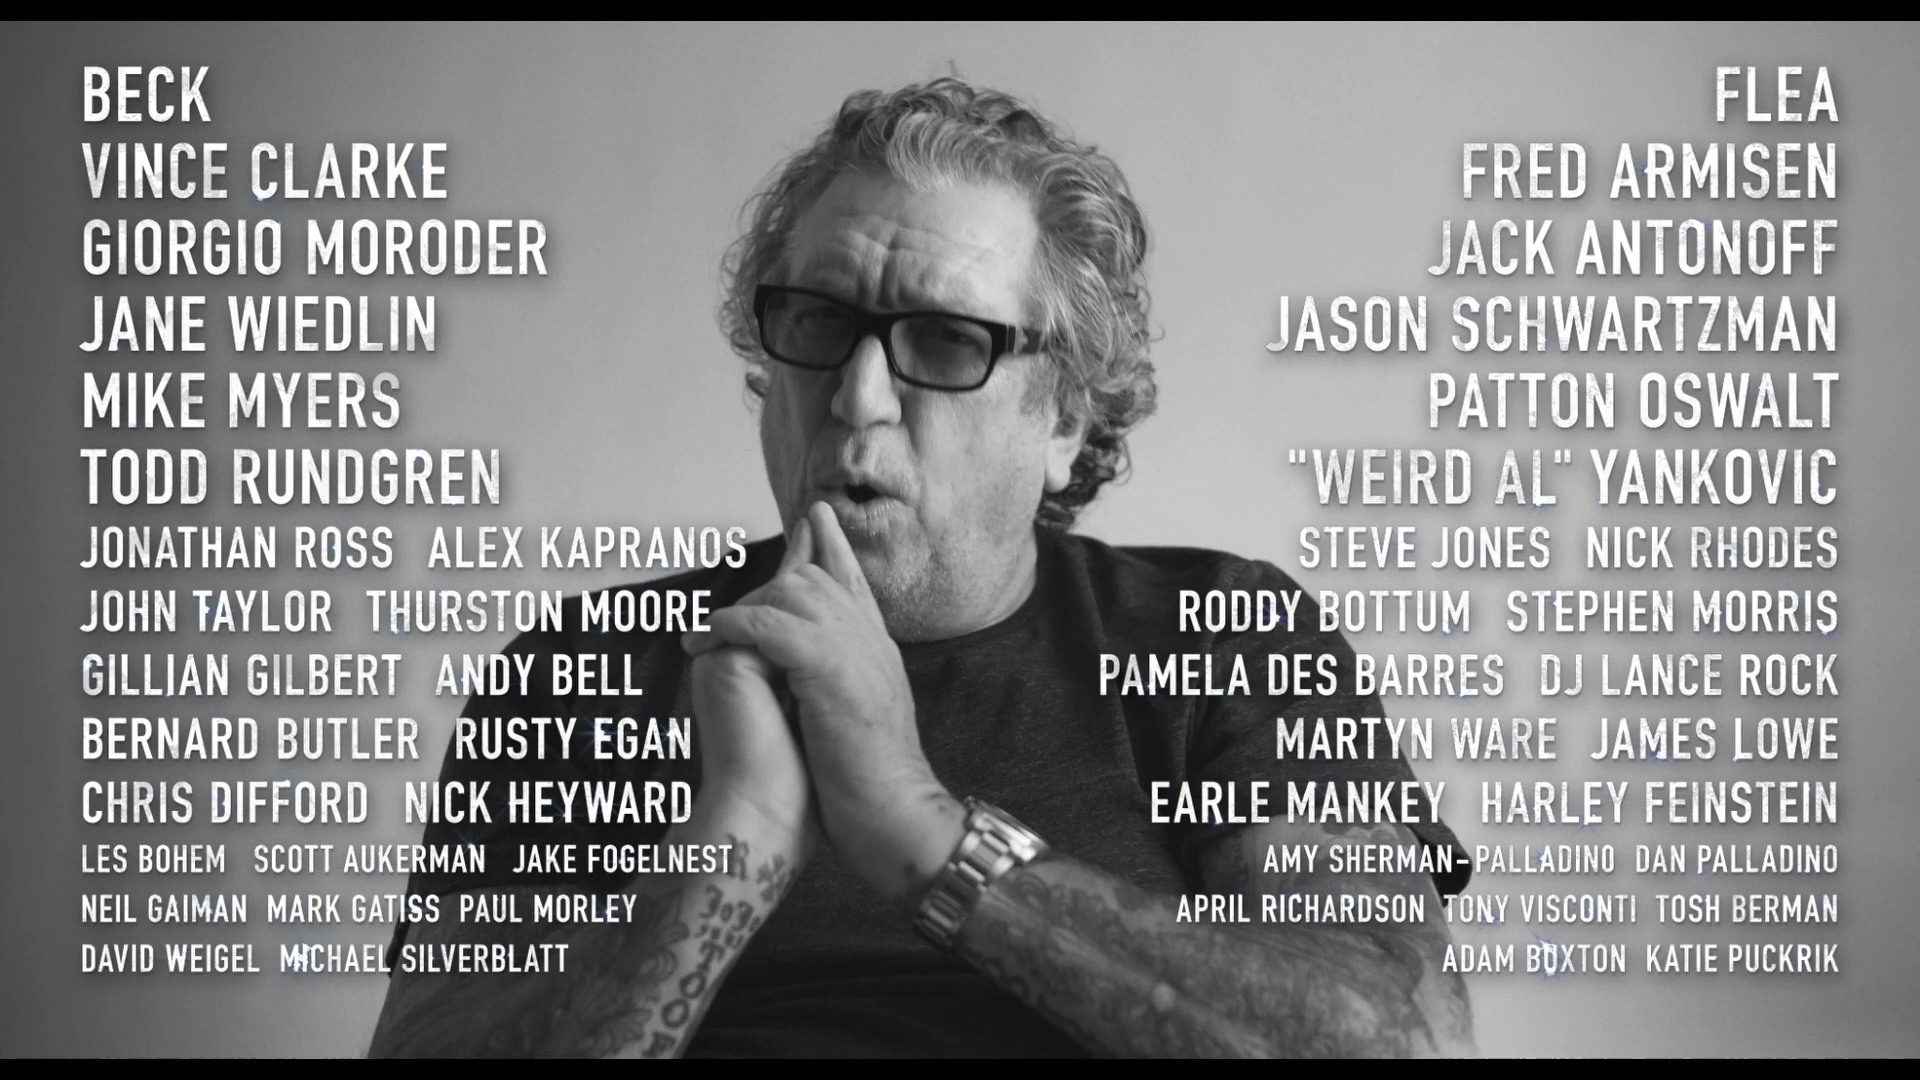 BECK
VINCE CLARKE
GIORGIO MORODER
JANE WIEDLIN
MIKE MYERS
TODD RUNDGREN
JONATHAN ROSS ALEX KAPRANOS
JOHN TAYLOR THURSTON MOORE
GILLIAN GILBERT ANDY BELL
BERNARD BUTLER RUSTY EGAN
CHRIS DIFFORD NICK HEYWARD
LES BOHEM SCOTT AUKERMAN JAKE FOGELNEST
NEIL GAIMAN MARK GATISS PAUL MORLEY
DAVID WEIGEL MICHAEL SILVERBLATT
FLEA
FRED ARMISEN
JACK ANTONOFF
JASON SCHWARTZMAN
PATTON OSWALT
"WEIRD AL" YANKOVIC
STEVE JONES NICK RHODES
RODDY BOTTUM STEPHEN MORRIS
PAMELA DES BARRES DJ LANCE ROCK
MARTYN WARE JAMES LOWE
EARLE MANKEY HARLEY FEINSTEIN
AMY SHERMAN-PALLADINO DAN PALLADINO
APRIL RICHARDSON TONY VISCONTI TOSH BERMAN
ADAM BUXTON KATIE PUCKRIK